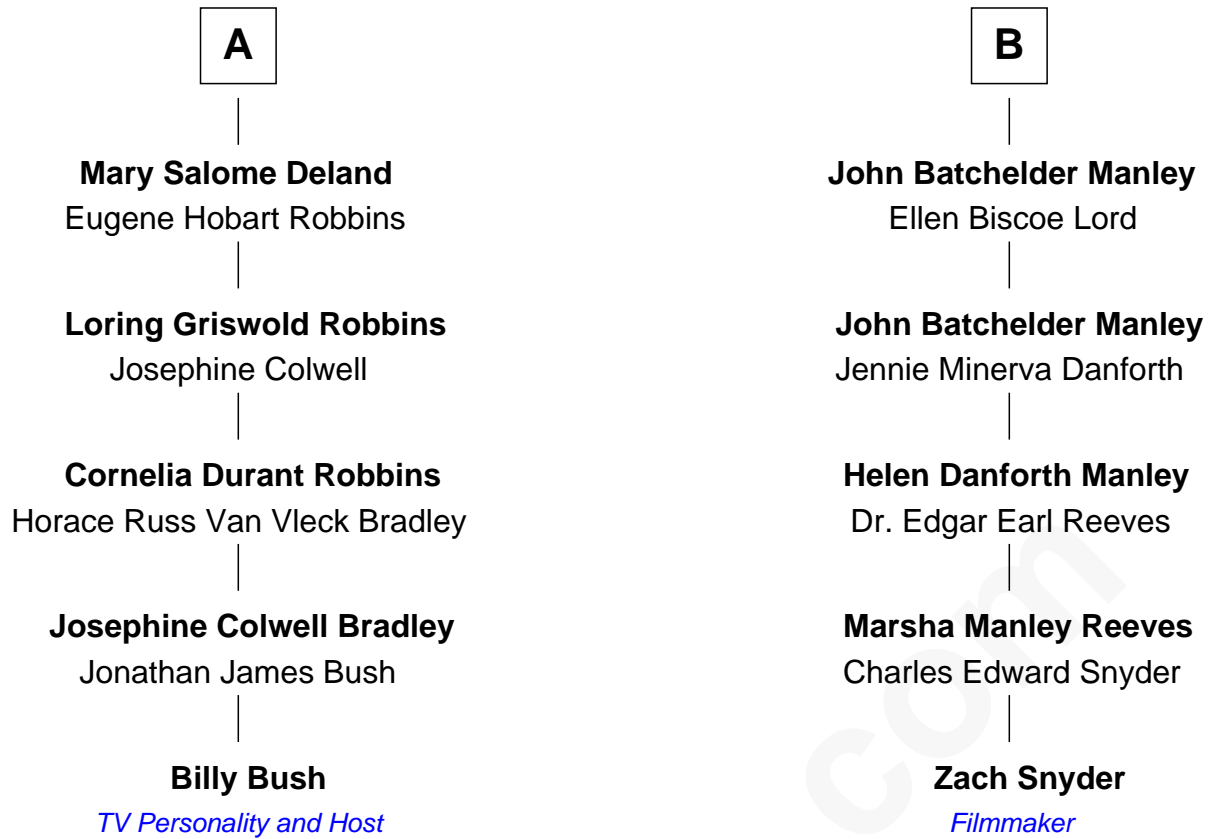 A
Mary Salome Deland
Eugene Hobart Robbins
Loring Griswold Robbins
Josephine Colwell
Cornelia Durant Robbins
Horace Russ Van Vleck Bradley
Josephine Colwell Bradley
Jonathan James Bush
Billy Bush
TV Personality and Host
B
John Batchelder Manley
Ellen Biscoe Lord
John Batchelder Manley
Jennie Minerva Danforth
Helen Danforth Manley
Dr. Edgar Earl Reeves
Marsha Manley Reeves
Charles Edward Snyder
Zach Snyder
Filmmaker
com